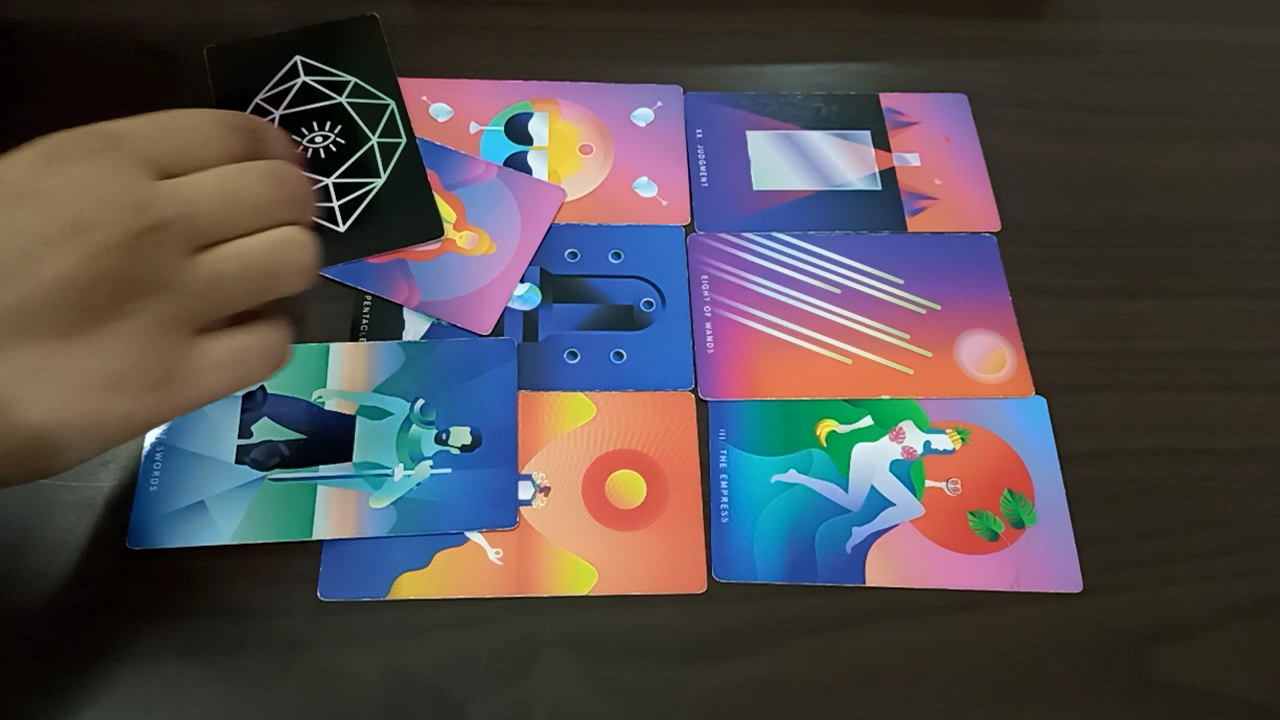 XX. JUDGMENT
EIGHT OF WANDS
PENTACLE
SWORDS
III. THE EMPRESS